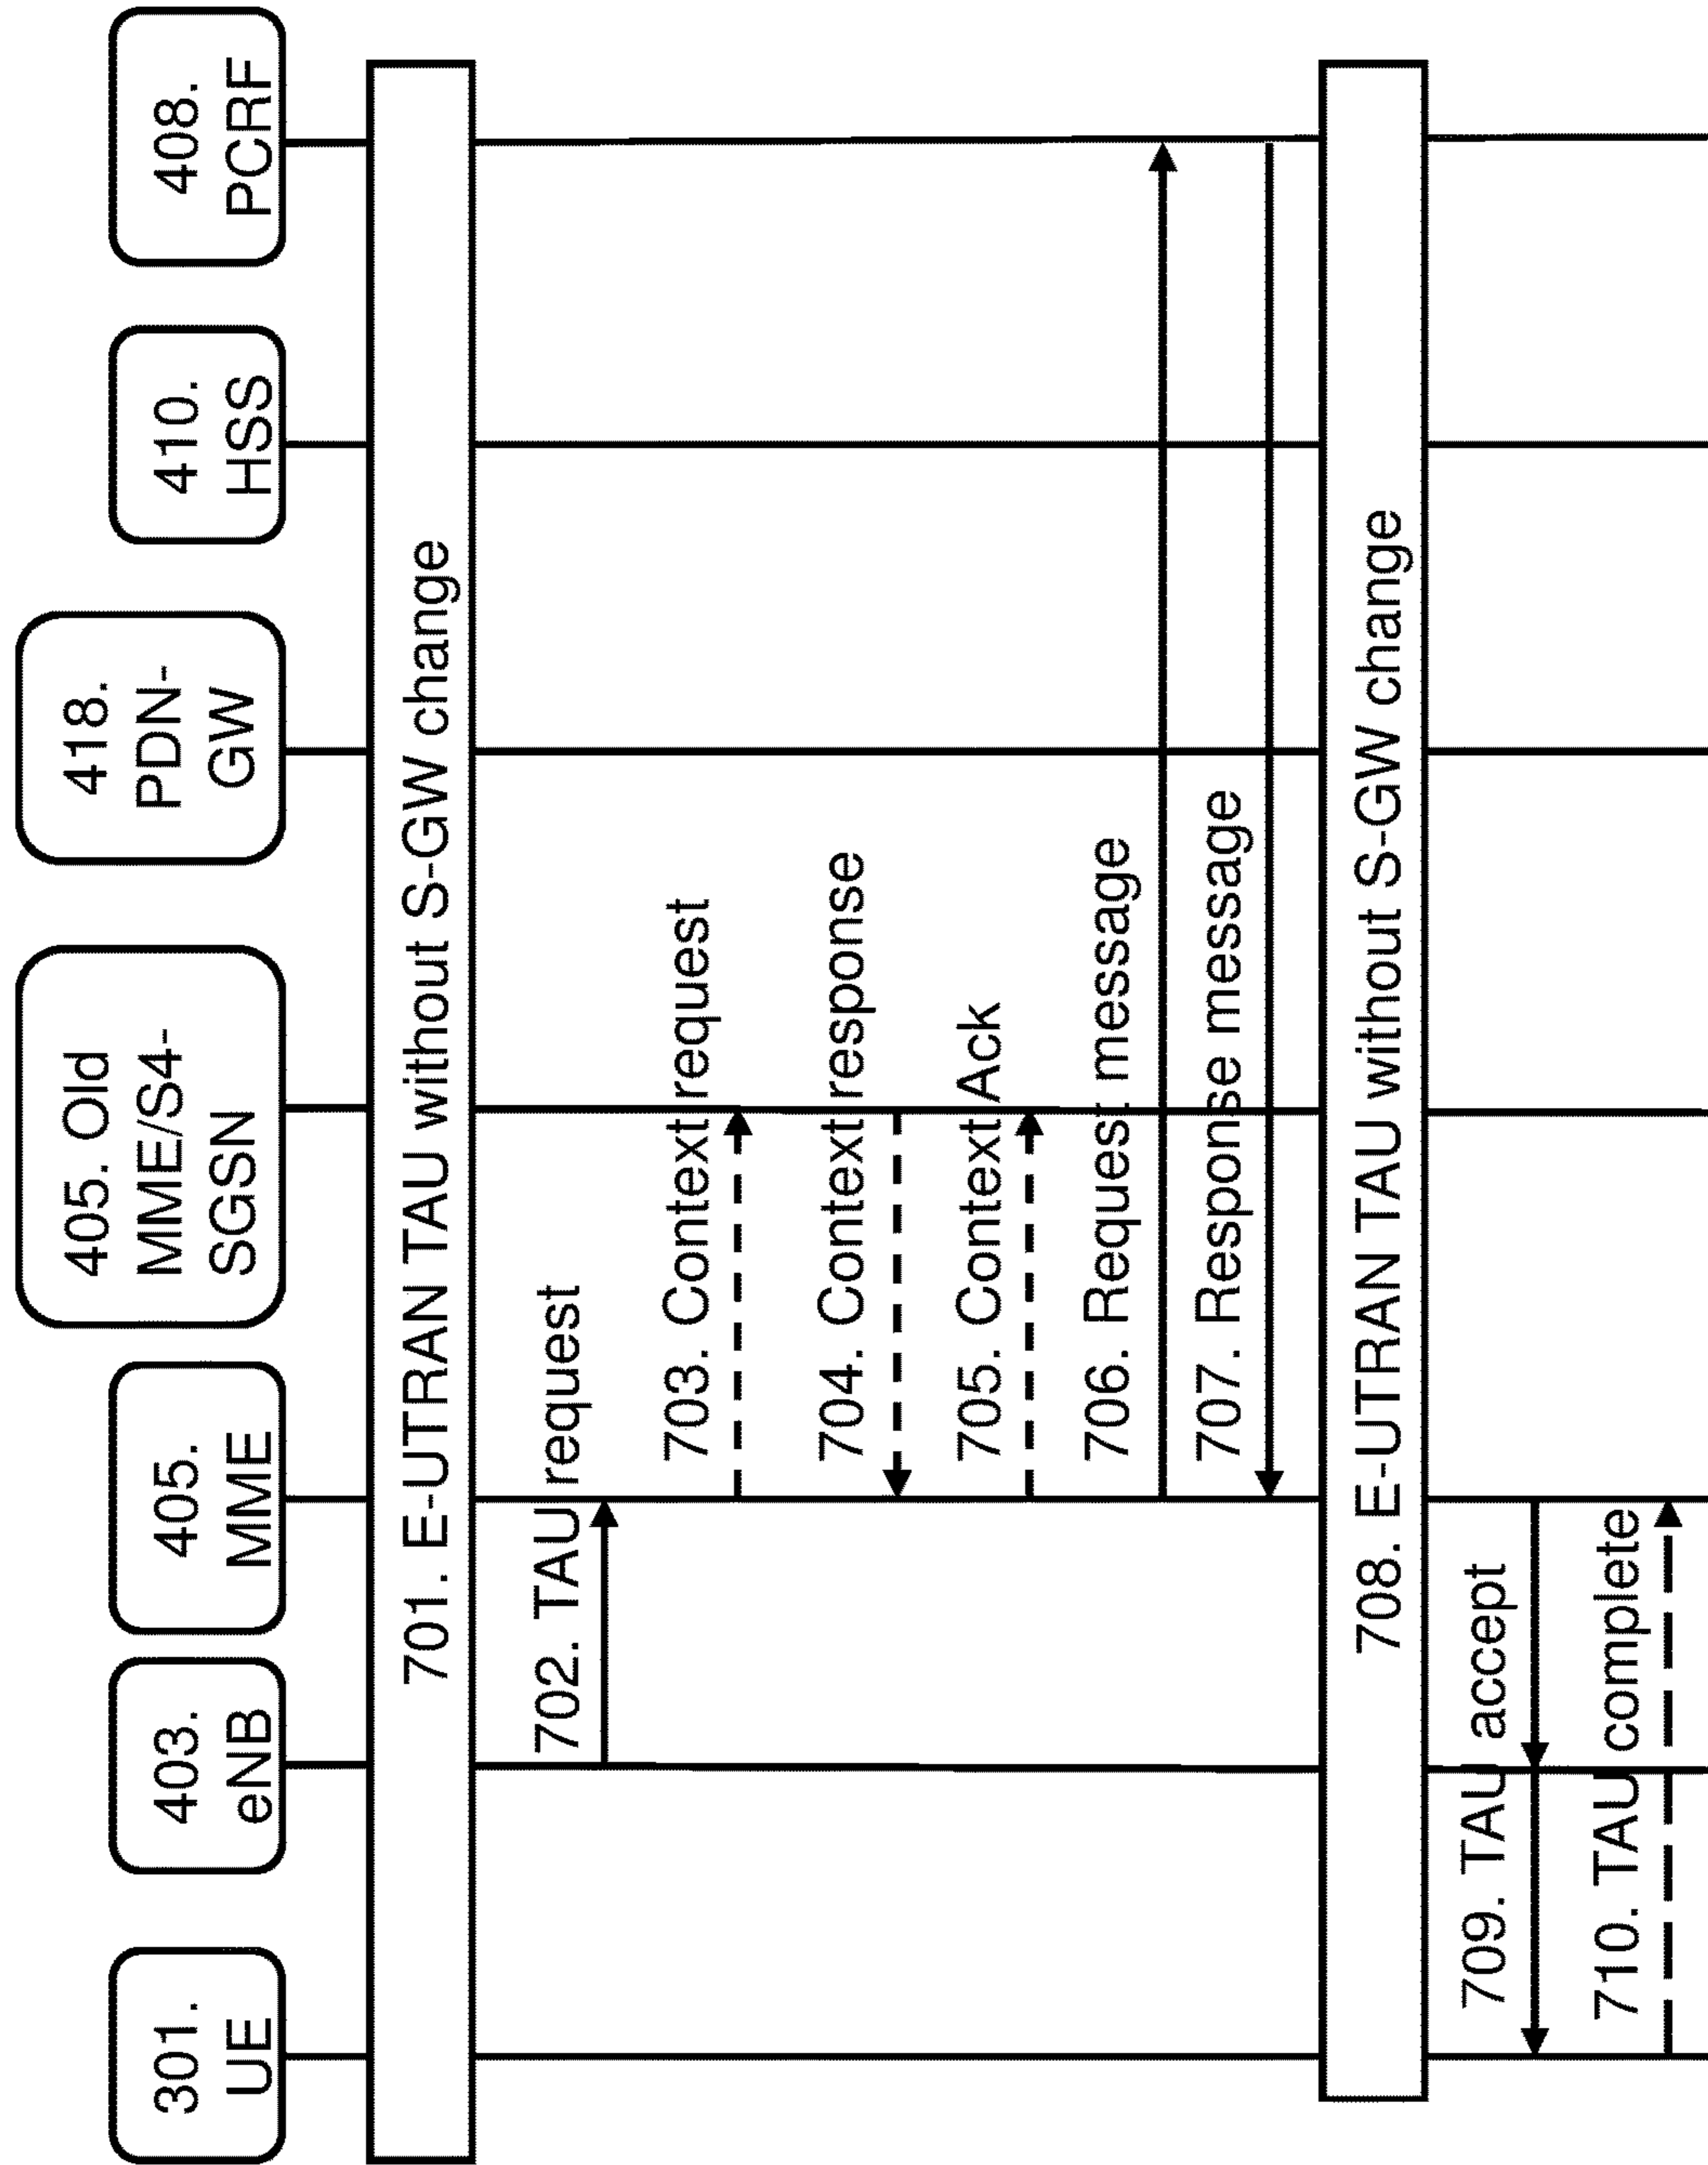 301.
UE
403.
eNB
405.
MME
405. Old
MME/S4-
SGSN
418.
PDN-
GW
410.
HSS
408.
PCRF
701. E-UTRAN TAU without S-GW change
702. TAU request
703. Context request
704. Context response
705. Context Ack
706. Request message
707. Response message
708. E-UTRAN TAU without S-GW change
709. TAU accept
710. TAU complete